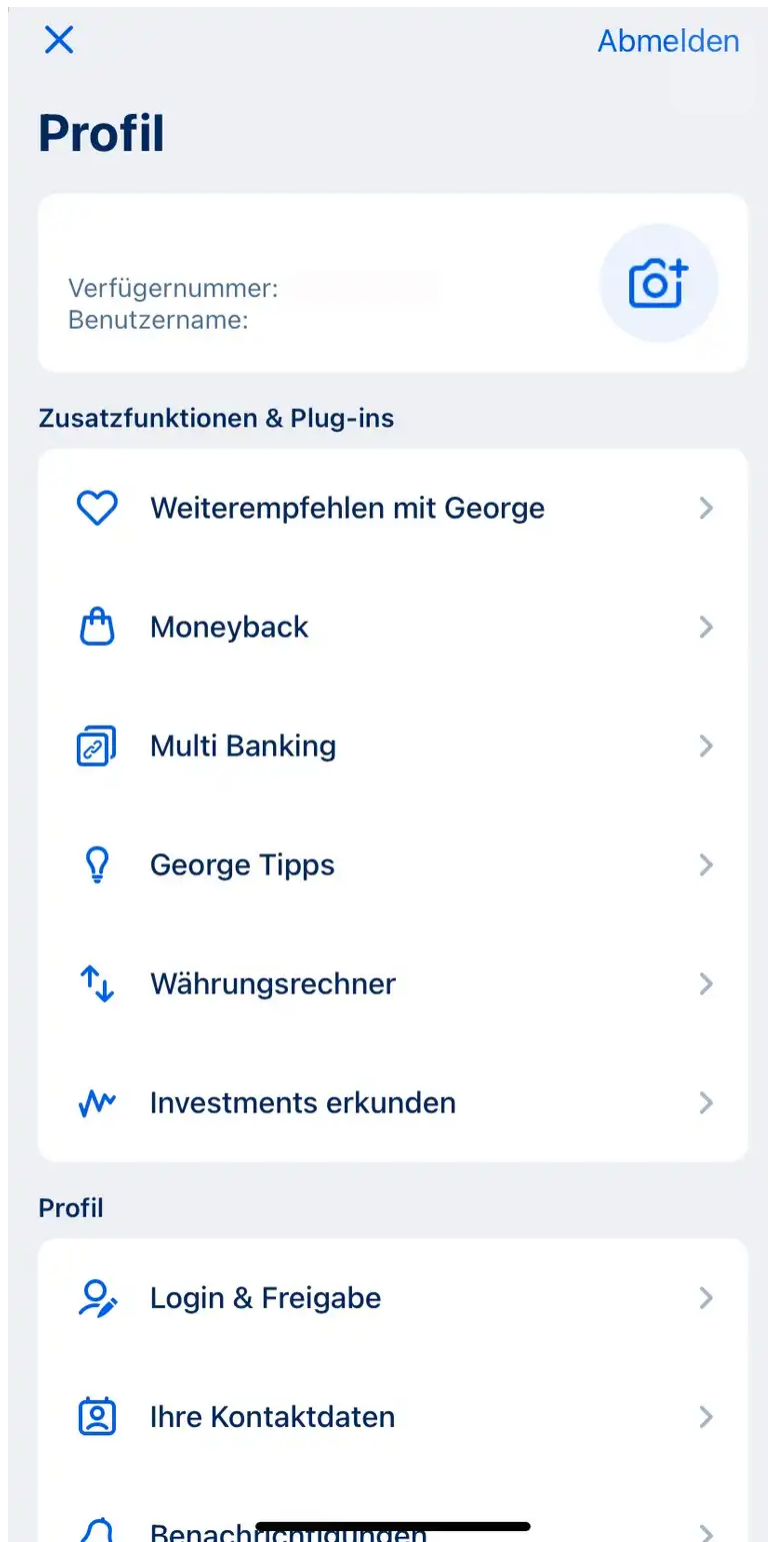 Abmelden
Profil
Verfügernummer:
Benutzername:
Zusatzfunktionen & Plug-ins
Weiterempfehlen mit George
Moneyback
Multi Banking
George Tipps
Währungsrechner
Investments erkunden
Profil
Login & Freigabe
Ihre Kontaktdaten
Benachrichtigungen